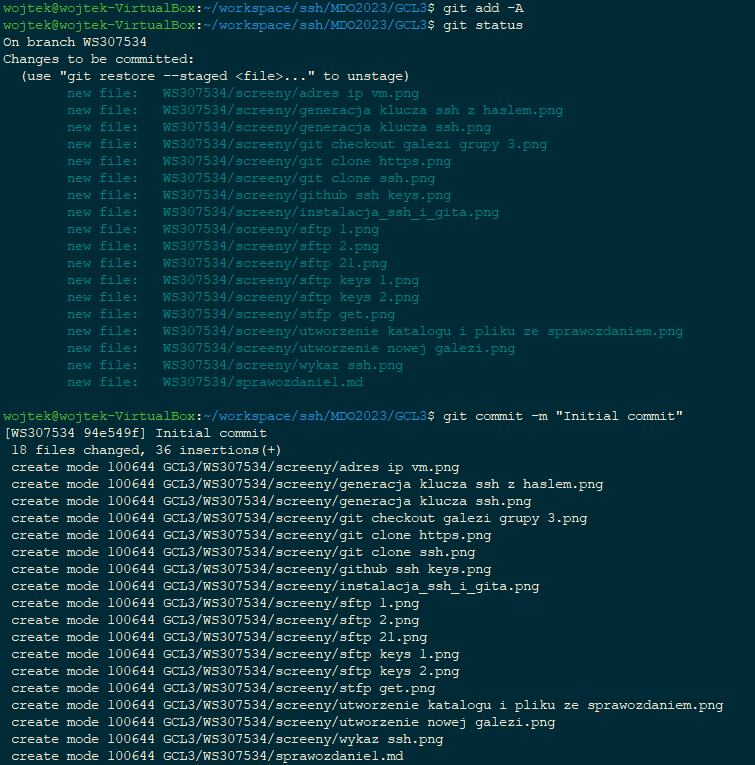 wojtek@wojtek-VirtualBox:~/workspace/ssh/MDO2023/GCL3$ git add -A
wojtek@wojtek-VirtualBox:~/workspace/ssh/MDO2023/GCL3$ git status
On branch WS307534
Changes to be committed:
  (use "git restore --staged <file>..." to unstage)
        new file:   WS307534/screeny/adres ip vm.png
        new file:   WS307534/screeny/generacja klucza ssh z haslem.png
        new file:   WS307534/screeny/generacja klucza ssh.png
        new file:   WS307534/screeny/git checkout galezi grupy 3.png
        new file:   WS307534/screeny/git clone https.png
        new file:   WS307534/screeny/git clone ssh.png
        new file:   WS307534/screeny/github ssh keys.png
        new file:   WS307534/screeny/instalacja_ssh_i_gita.png
        new file:   WS307534/screeny/sftp 1.png
        new file:   WS307534/screeny/sftp 2.png
        new file:   WS307534/screeny/sftp 21.png
        new file:   WS307534/screeny/sftp keys 1.png
        new file:   WS307534/screeny/sftp keys 2.png
        new file:   WS307534/screeny/stfp get.png
        new file:   WS307534/screeny/utworzenie katalogu i pliku ze sprawozdaniem.png
        new file:   WS307534/screeny/utworzenie nowej galezi.png
        new file:   WS307534/screeny/wykaz ssh.png
        new file:   WS307534/sprawozdanie1.md
wojtek@wojtek-VirtualBox:~/workspace/ssh/MDO2023/GCL3$ git commit -m "Initial commit"
[WS307534 94e549f] Initial commit
 18 files changed, 36 insertions(+)
 create mode 100644 GCL3/WS307534/screeny/adres ip vm.png
 create mode 100644 GCL3/WS307534/screeny/generacja klucza ssh z haslem.png
 create mode 100644 GCL3/WS307534/screeny/generacja klucza ssh.png
 create mode 100644 GCL3/WS307534/screeny/git checkout galezi grupy 3.png
 create mode 100644 GCL3/WS307534/screeny/git clone https.png
 create mode 100644 GCL3/WS307534/screeny/git clone ssh.png
 create mode 100644 GCL3/WS307534/screeny/github ssh keys.png
 create mode 100644 GCL3/WS307534/screeny/instalacja_ssh_i_gita.png
 create mode 100644 GCL3/WS307534/screeny/sftp 1.png
 create mode 100644 GCL3/WS307534/screeny/sftp 2.png
 create mode 100644 GCL3/WS307534/screeny/sftp 21.png
 create mode 100644 GCL3/WS307534/screeny/sftp keys 1.png
 create mode 100644 GCL3/WS307534/screeny/sftp keys 2.png
 create mode 100644 GCL3/WS307534/screeny/stfp get.png
 create mode 100644 GCL3/WS307534/screeny/utworzenie katalogu i pliku ze sprawozdaniem.png
 create mode 100644 GCL3/WS307534/screeny/utworzenie nowej galezi.png
 create mode 100644 GCL3/WS307534/screeny/wykaz ssh.png
 create mode 100644 GCL3/WS307534/sprawozdanie1.md